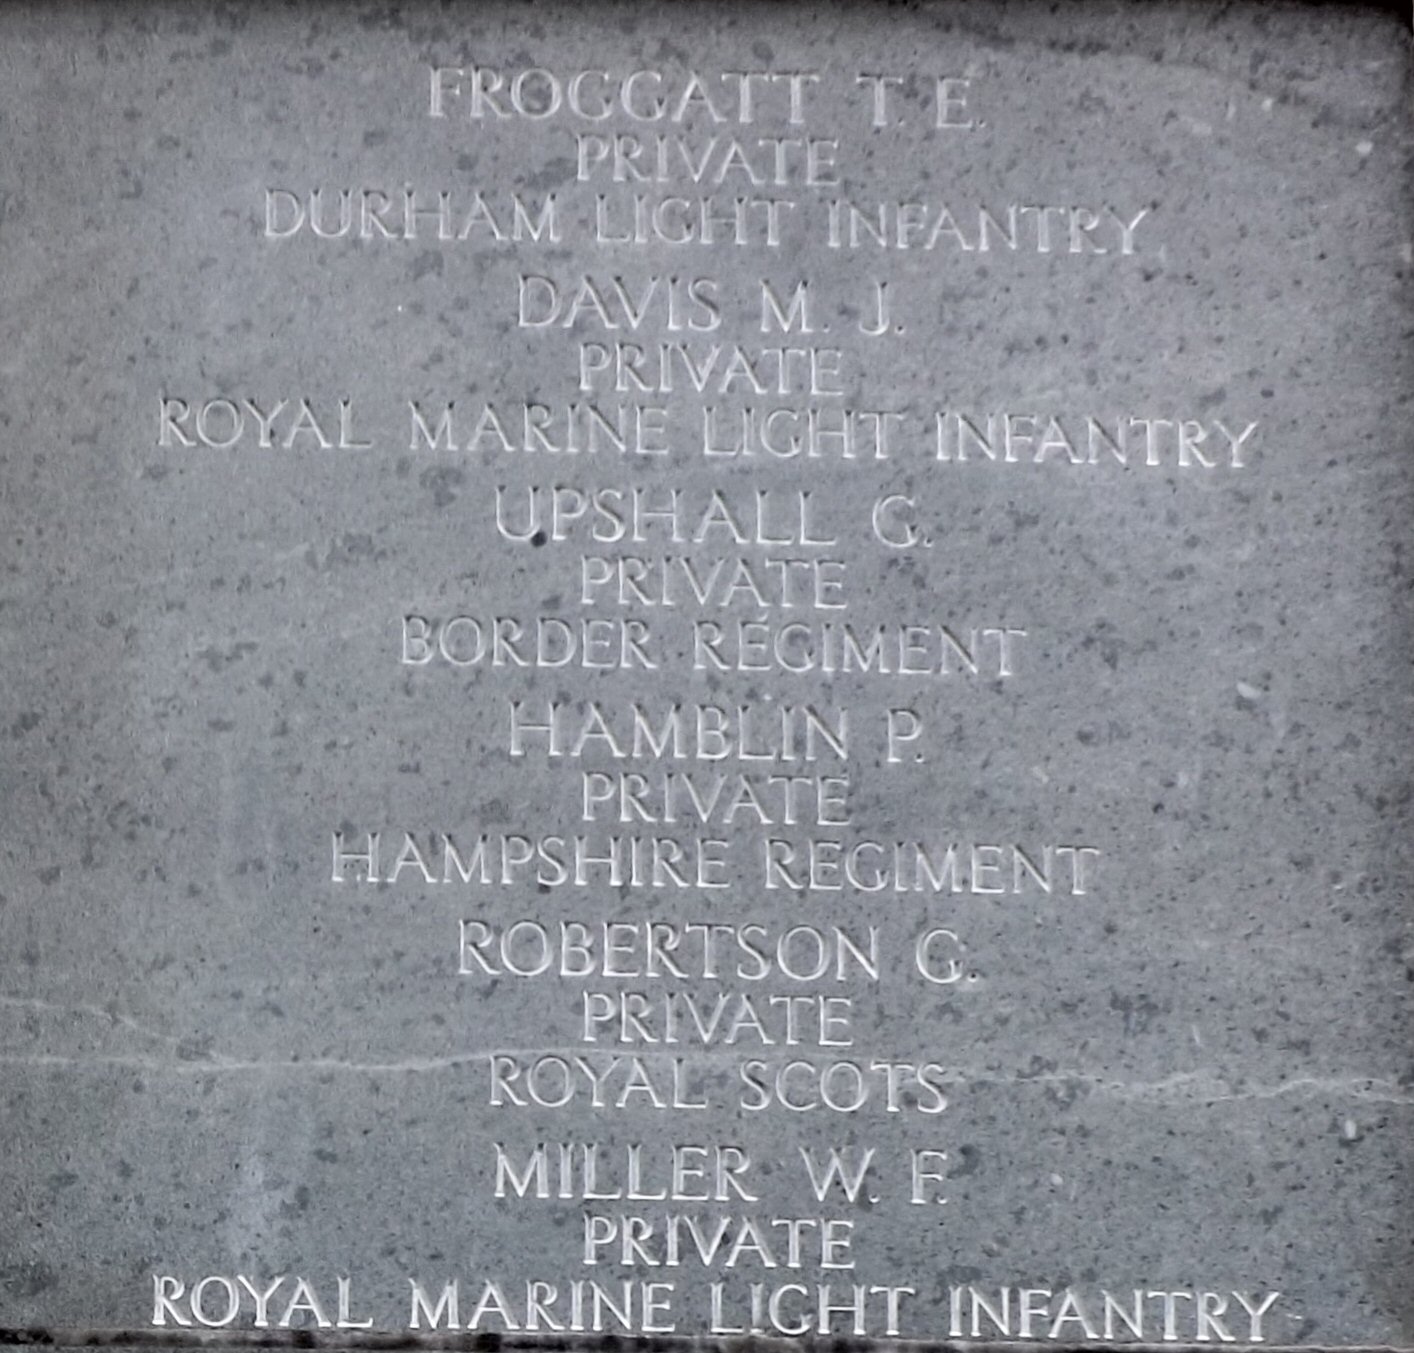 FROGGATT T. E.
PRIVATE
DURHAM LIGHT INFANTRY
DAVIS M. J.
PRIVATE
ROYAL MARINE LIGHT INFANTRY
UPSHALL G.
PRIVATE
BORDER REGIMENT
HAMBLIN P.
PRIVATE
HAMPSHIRE REGIMENT
ROBERTSON G.
PRIVATE
ROYAL SCOTS
MILLER W. F.
PRIVATE
ROYAL MARINE LIGHT INFANTRY